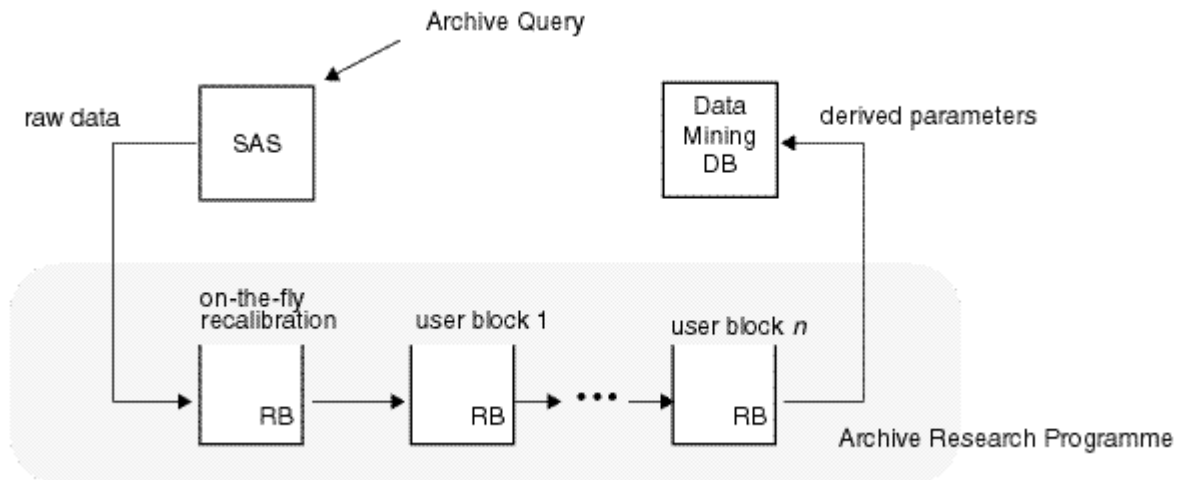 Archive Query
raw data
SAS
Data
Mining
DB
derived parameters
on-the-fly
recalibration
user block 1
user block n
RB
RB
•••
RB
Archive Research Programme